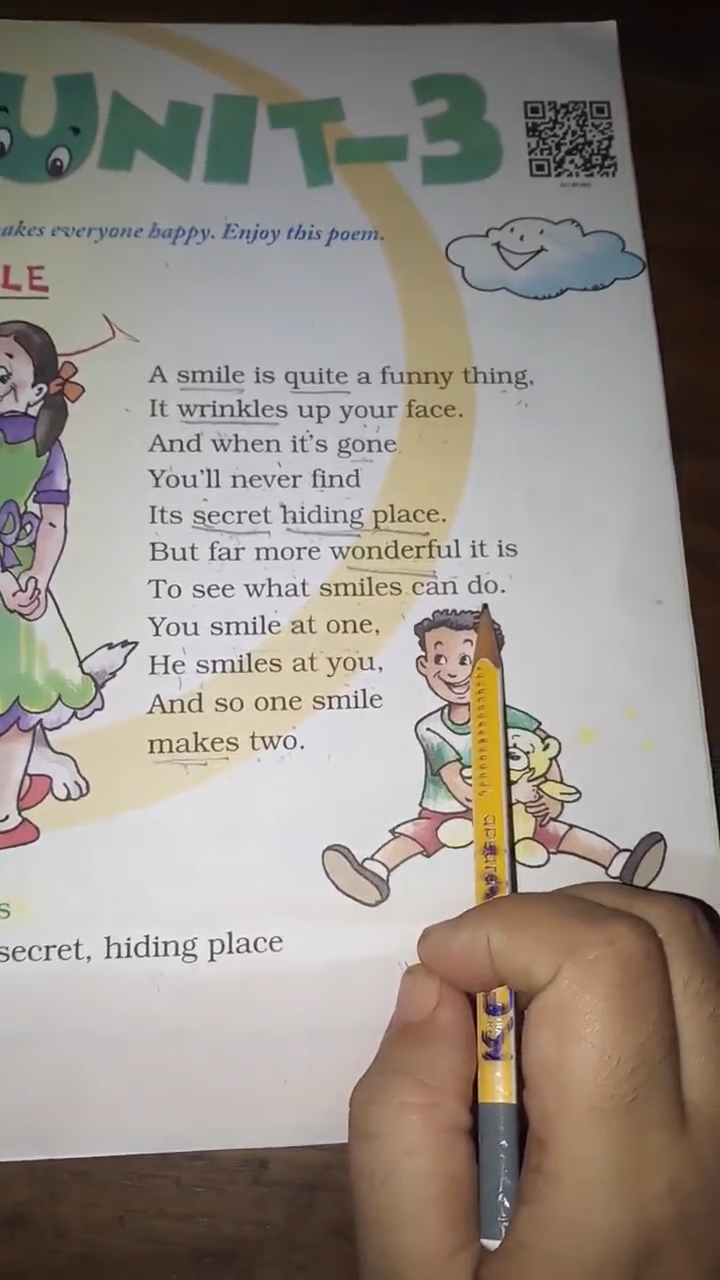 UNIT-3
akes everyone happy. Enjoy this poem.
LE
A smile is quite a funny thing,
It wrinkles up your face.
And when it's gone
You'll never find
Its secret hiding place.
But far more wonderful it is
To see what smiles can do.
You smile at one,
He smiles at you,
And so one smile
makes two.
s
secret, hiding place